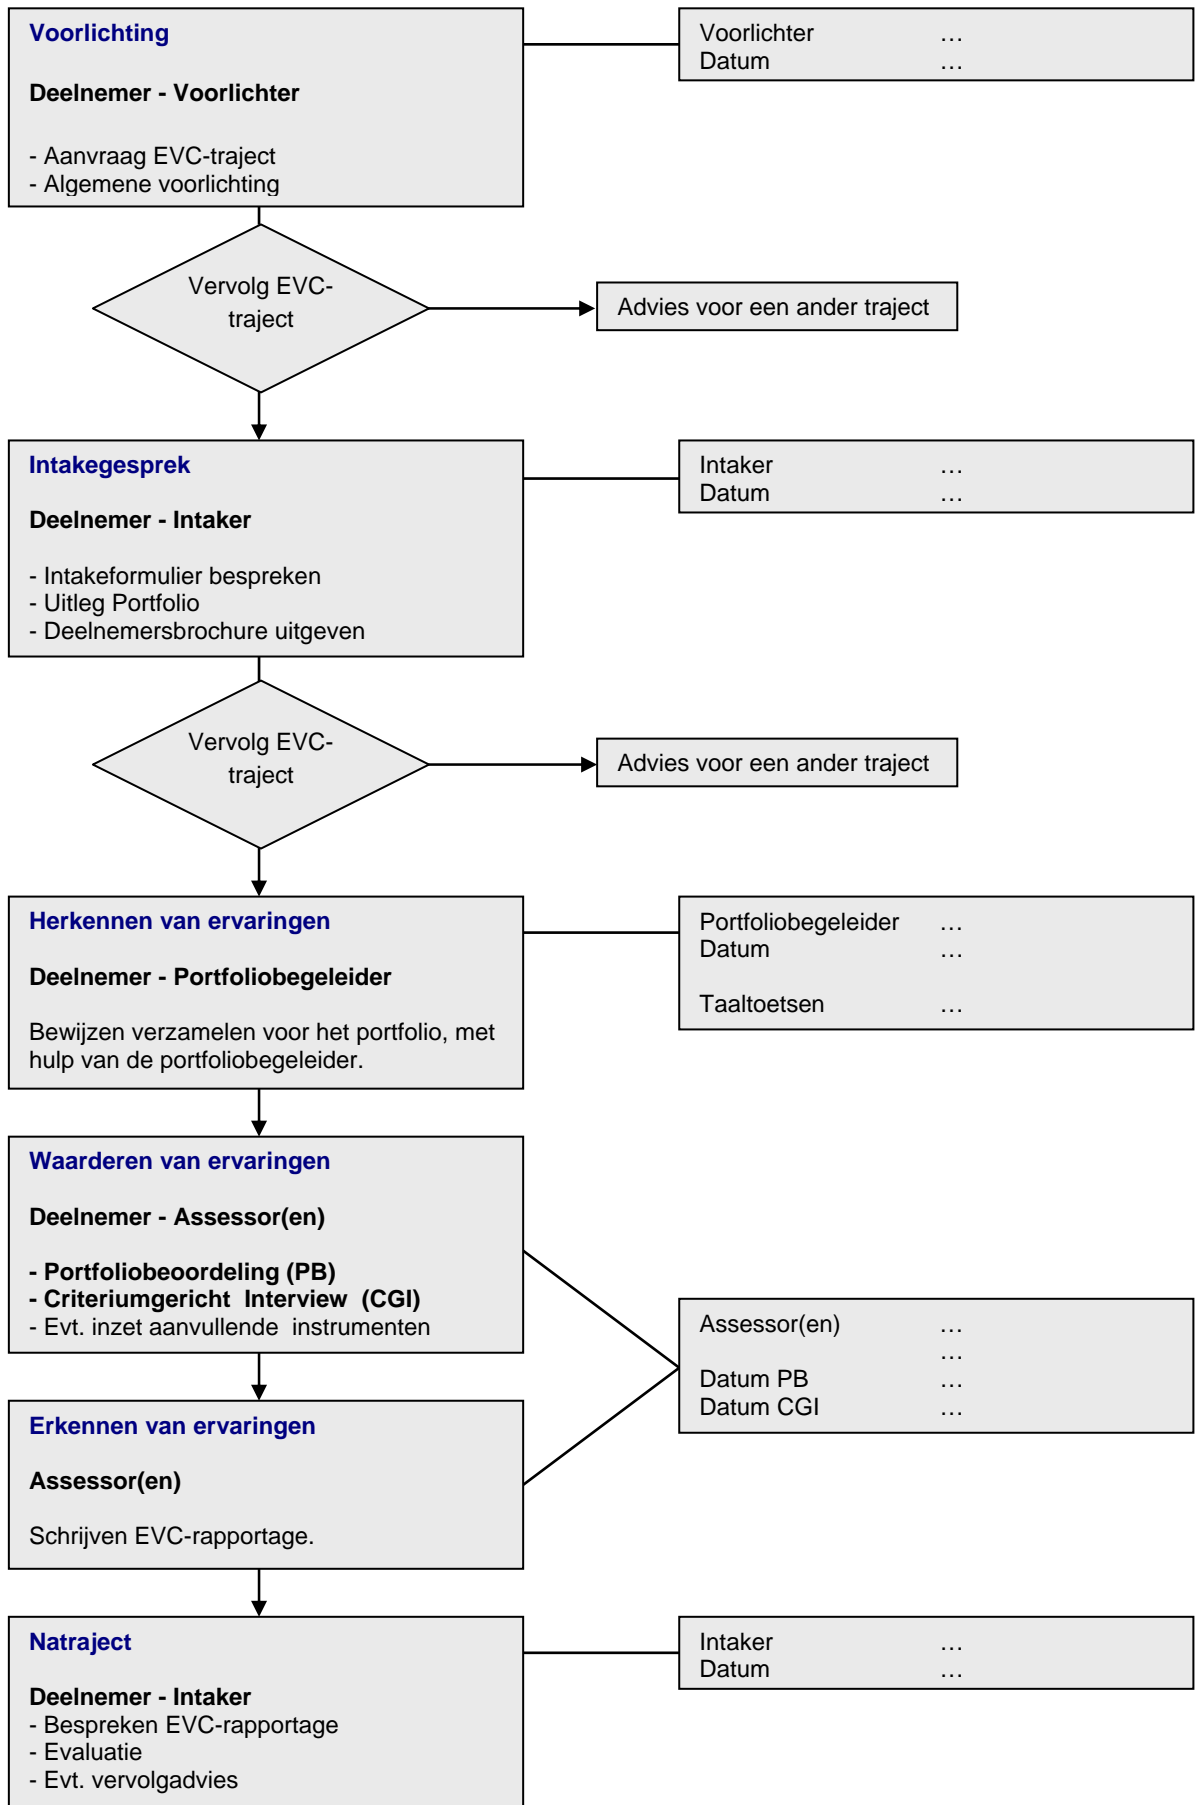 Voorlichting
Deelnemer - Voorlichter
- Aanvraag EVC-traject
- Algemene voorlichting
Voorlichter …
Datum …
Vervolg EVC-
traject
Advies voor een ander traject
Intakegesprek
Deelnemer - Intaker
- Intakeformulier bespreken
- Uitleg Portfolio
- Deelnemersbrochure uitgeven
Intaker …
Datum …
Vervolg EVC-
traject
Advies voor een ander traject
Herkennen van ervaringen
Deelnemer - Portfoliobegeleider
Bewijzen verzamelen voor het portfolio, met
hulp van de portfoliobegeleider.
Portfoliobegeleider …
Datum …
Taaltoetsen …
Waarderen van ervaringen
Deelnemer - Assessor(en)
- Portfoliobeoordeling (PB)
- Criteriumgericht Interview (CGI)
- Evt. inzet aanvullende instrumenten
Assessor(en) …
…
Datum PB …
Datum CGI …
Erkennen van ervaringen
Assessor(en)
Schrijven EVC-rapportage.
Natraject
Deelnemer - Intaker
- Bespreken EVC-rapportage
- Evaluatie
- Evt. vervolgadvies
Intaker …
Datum …